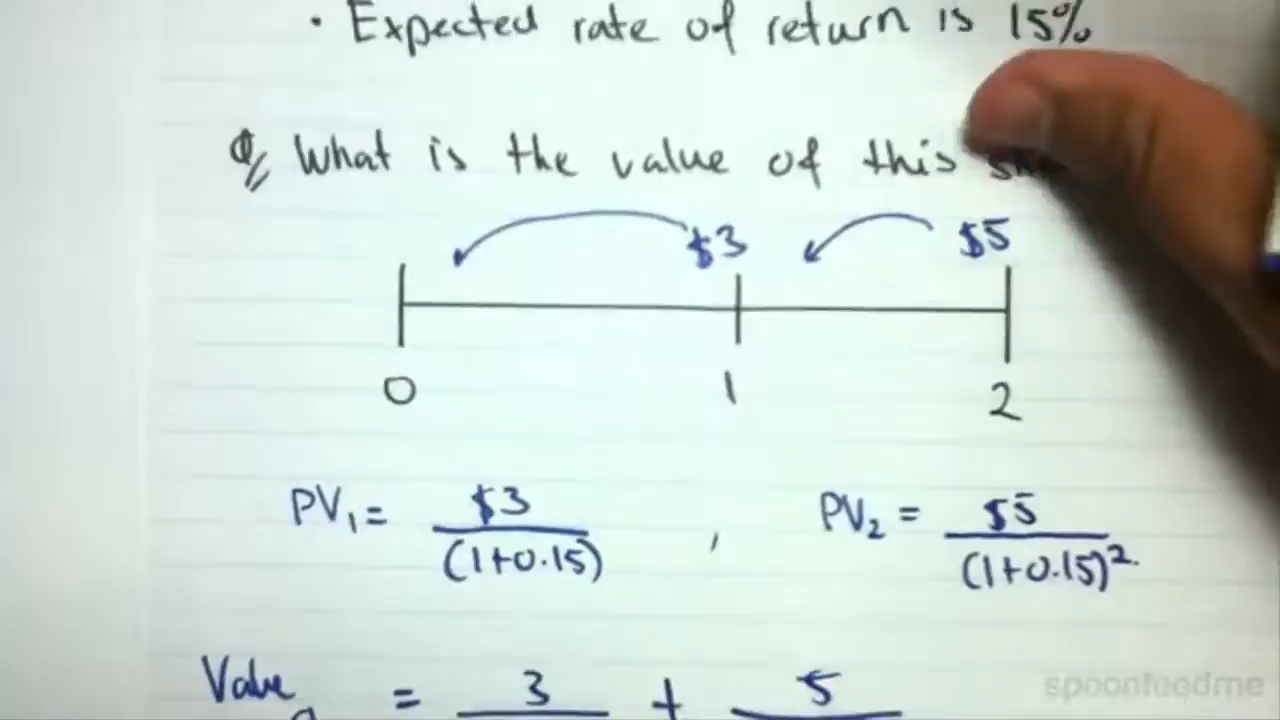 • Expected rate of return is 15%
Q/ What is the value of this
$3 $5
0 1 2
PV₁ = $3 / (1+0.15) , PV₂ = $5 / (1+0.15)².
Value = 3 + 5
spoonfeedme